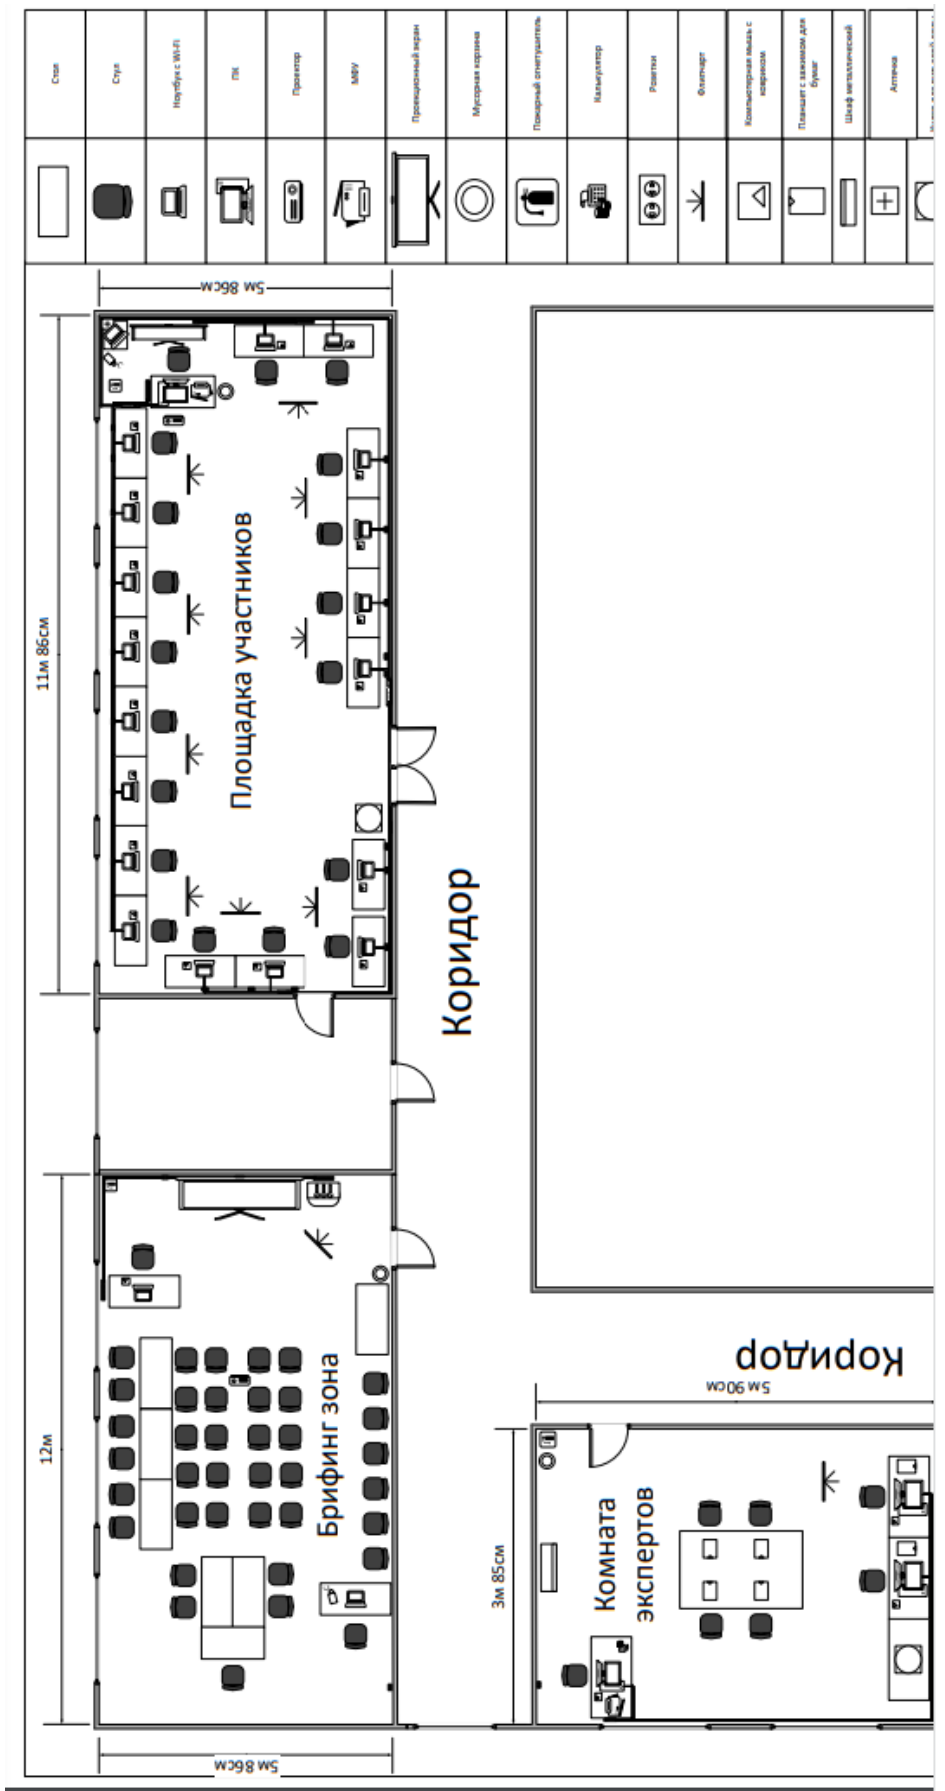 Стол
Стул
Ноутбук с Wi-Fi
ПК
Проектор
МФУ
Проекционный экран
Мусорная корзина
Пожарный огнетушитель
Калькулятор
Розетки
Флипчарт
Компьютерная мышь с
ковриком
Планшет с зажимом для
бумаг
Шкаф металлический
Аптечка
5м 86см
11м 86см
Площадка участников
Коридор
12м
Брифинг зона
5м 86см
Коридор
5м 90см
3м 85см
Комната
экспертов